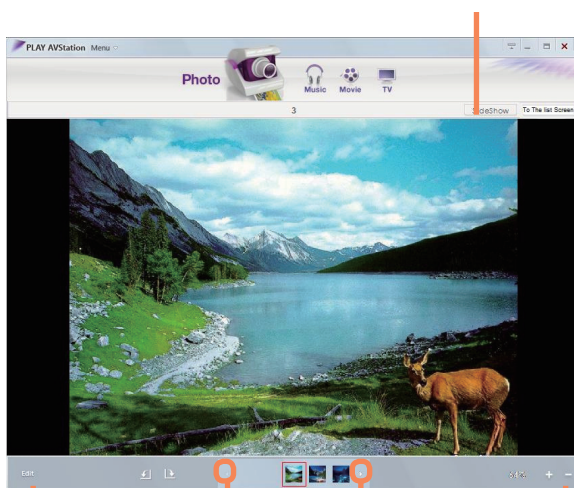 PLAY AVStation Menu
Photo
Music Movie TV
3
SlideShow To The list Screen
Edit